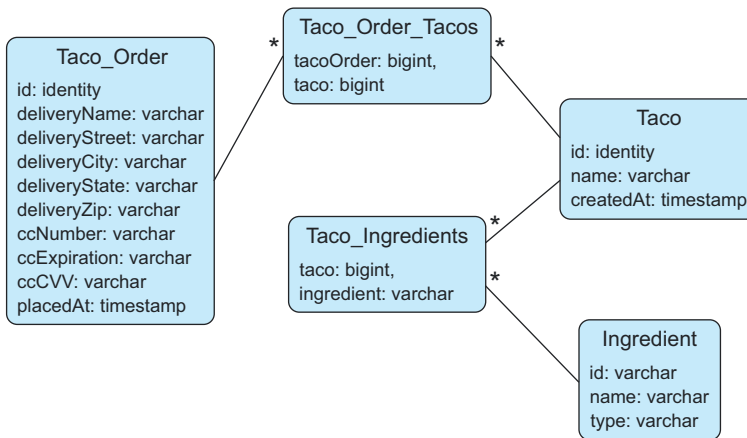 Taco_Order
id: identity
deliveryName: varchar
deliveryStreet: varchar
deliveryCity: varchar
deliveryState: varchar
deliveryZip: varchar
ccNumber: varchar
ccExpiration: varchar
ccCVV: varchar
placedAt: timestamp
*
Taco_Order_Tacos
tacoOrder: bigint,
taco: bigint
*
Taco
id: identity
name: varchar
createdAt: timestamp
*
Taco_Ingredients
taco: bigint,
ingredient: varchar
*
Ingredient
id: varchar
name: varchar
type: varchar